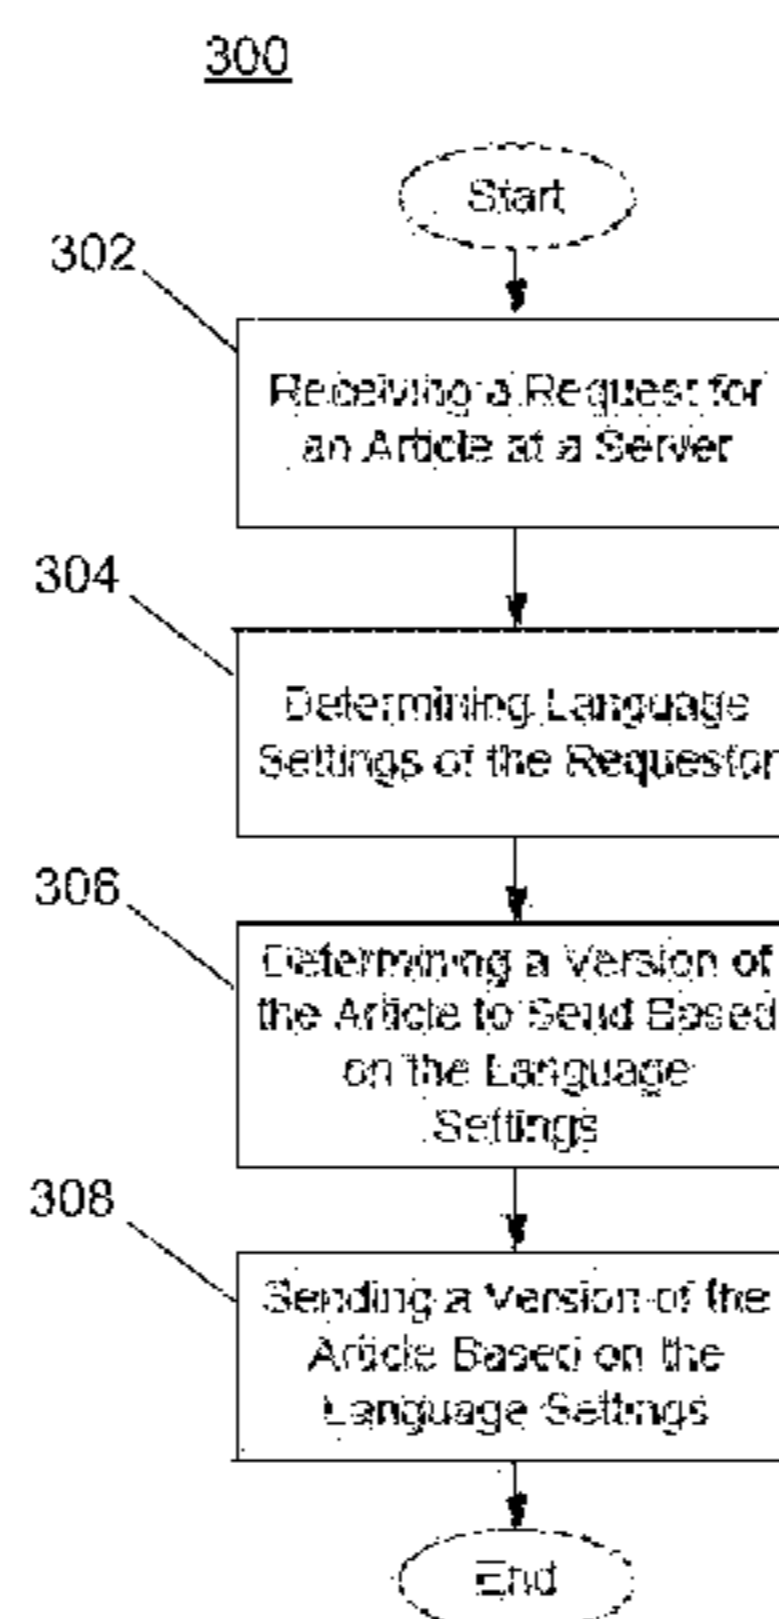 300
Start
302
Receiving a Request for
an Article at a Server
304
Determining Language
Settings of the Requestor
306
Determining a Version of
the Article to Send Based
on the Language
Settings
308
Sending a Version of the
Article Based on the
Language Settings
End